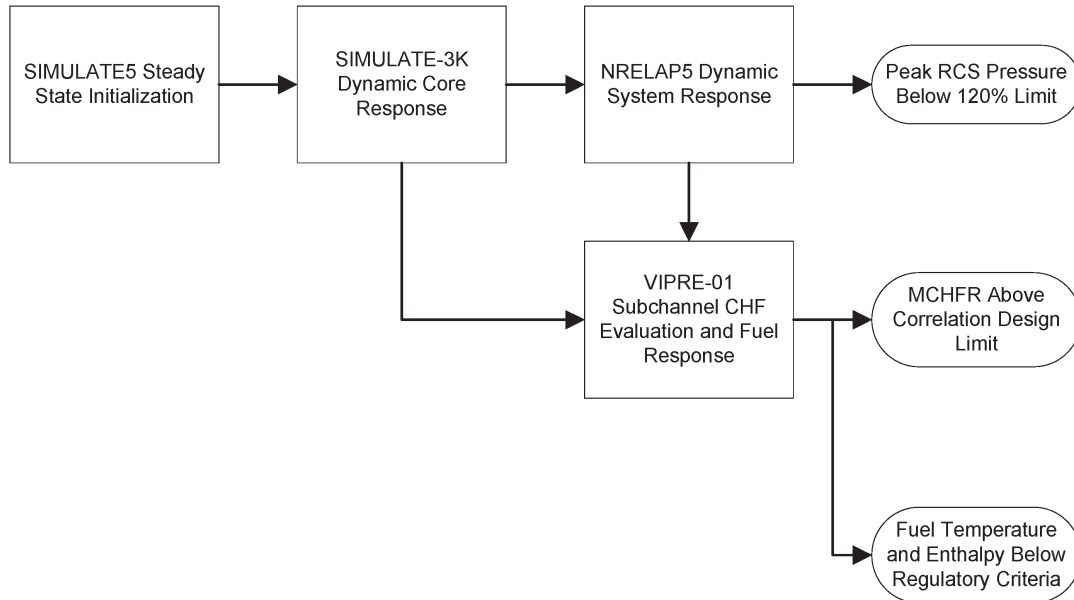 SIMULATE5 Steady
State Initialization
SIMULATE-3K
Dynamic Core
Response
NRELAP5 Dynamic
System Response
Peak RCS Pressure
Below 120% Limit
VIPRE-01
Subchannel CHF
Evaluation and Fuel
Response
MCHFR Above
Correlation Design
Limit
Fuel Temperature
and Enthalpy Below
Regulatory Criteria